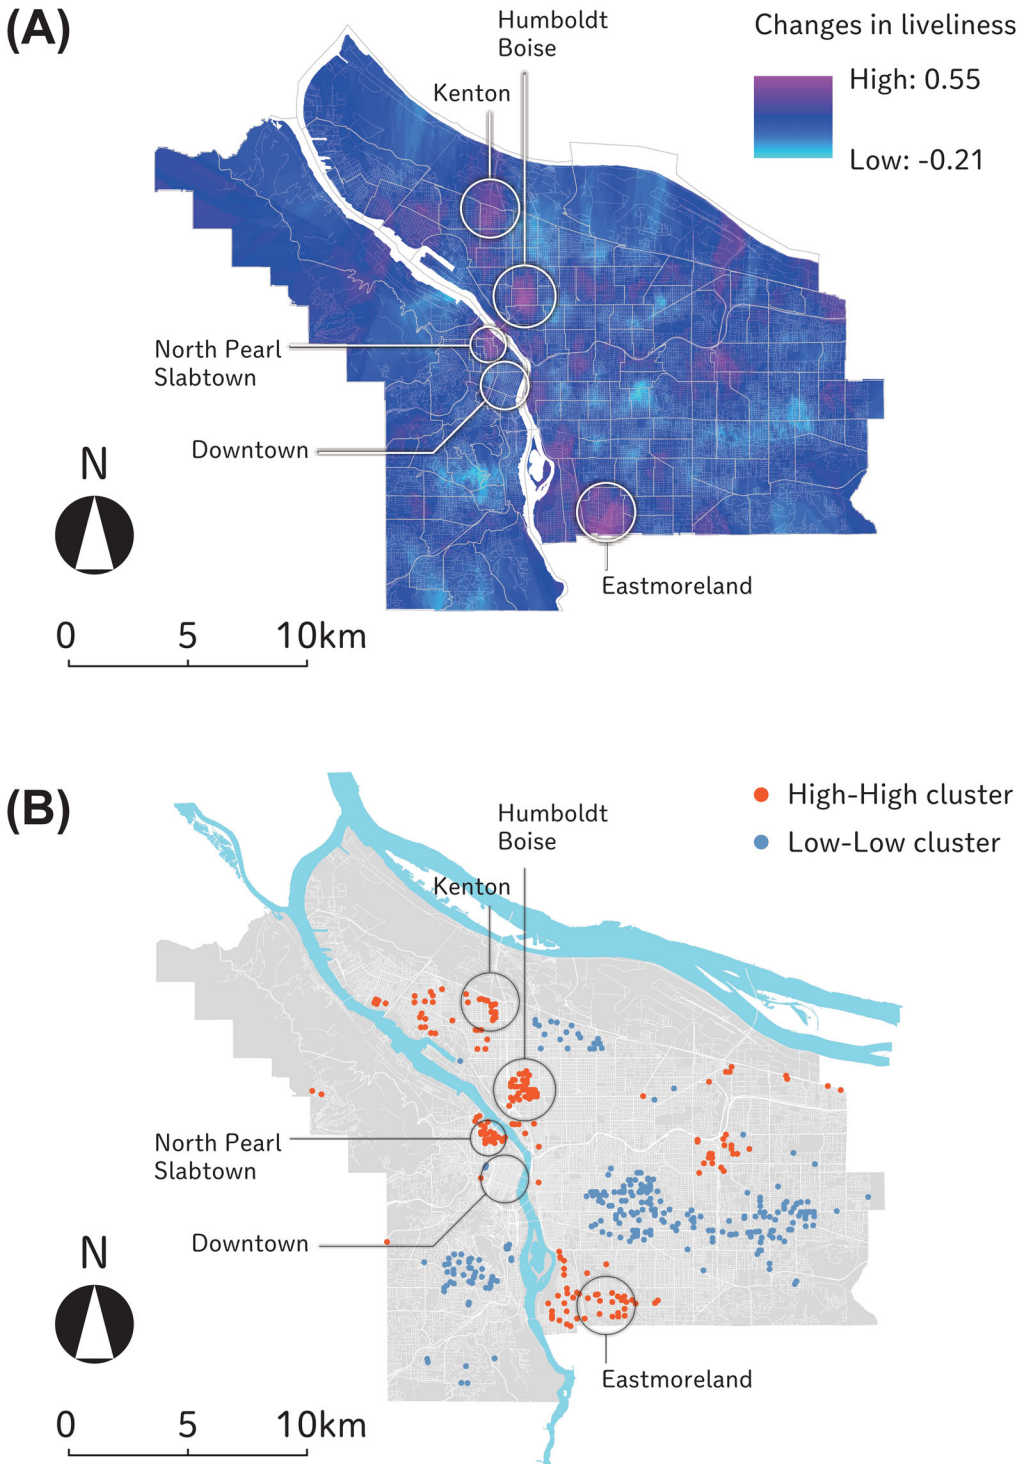 (A)
Humboldt
Boise
Kenton
Changes in liveliness
High: 0.55
Low: -0.21
North Pearl
Slabtown
Downtown
N
Eastmoreland
0 5 10km
(B)
Humboldt
Boise
Kenton
High-High cluster
Low-Low cluster
North Pearl
Slabtown
Downtown
N
Eastmoreland
0 5 10km